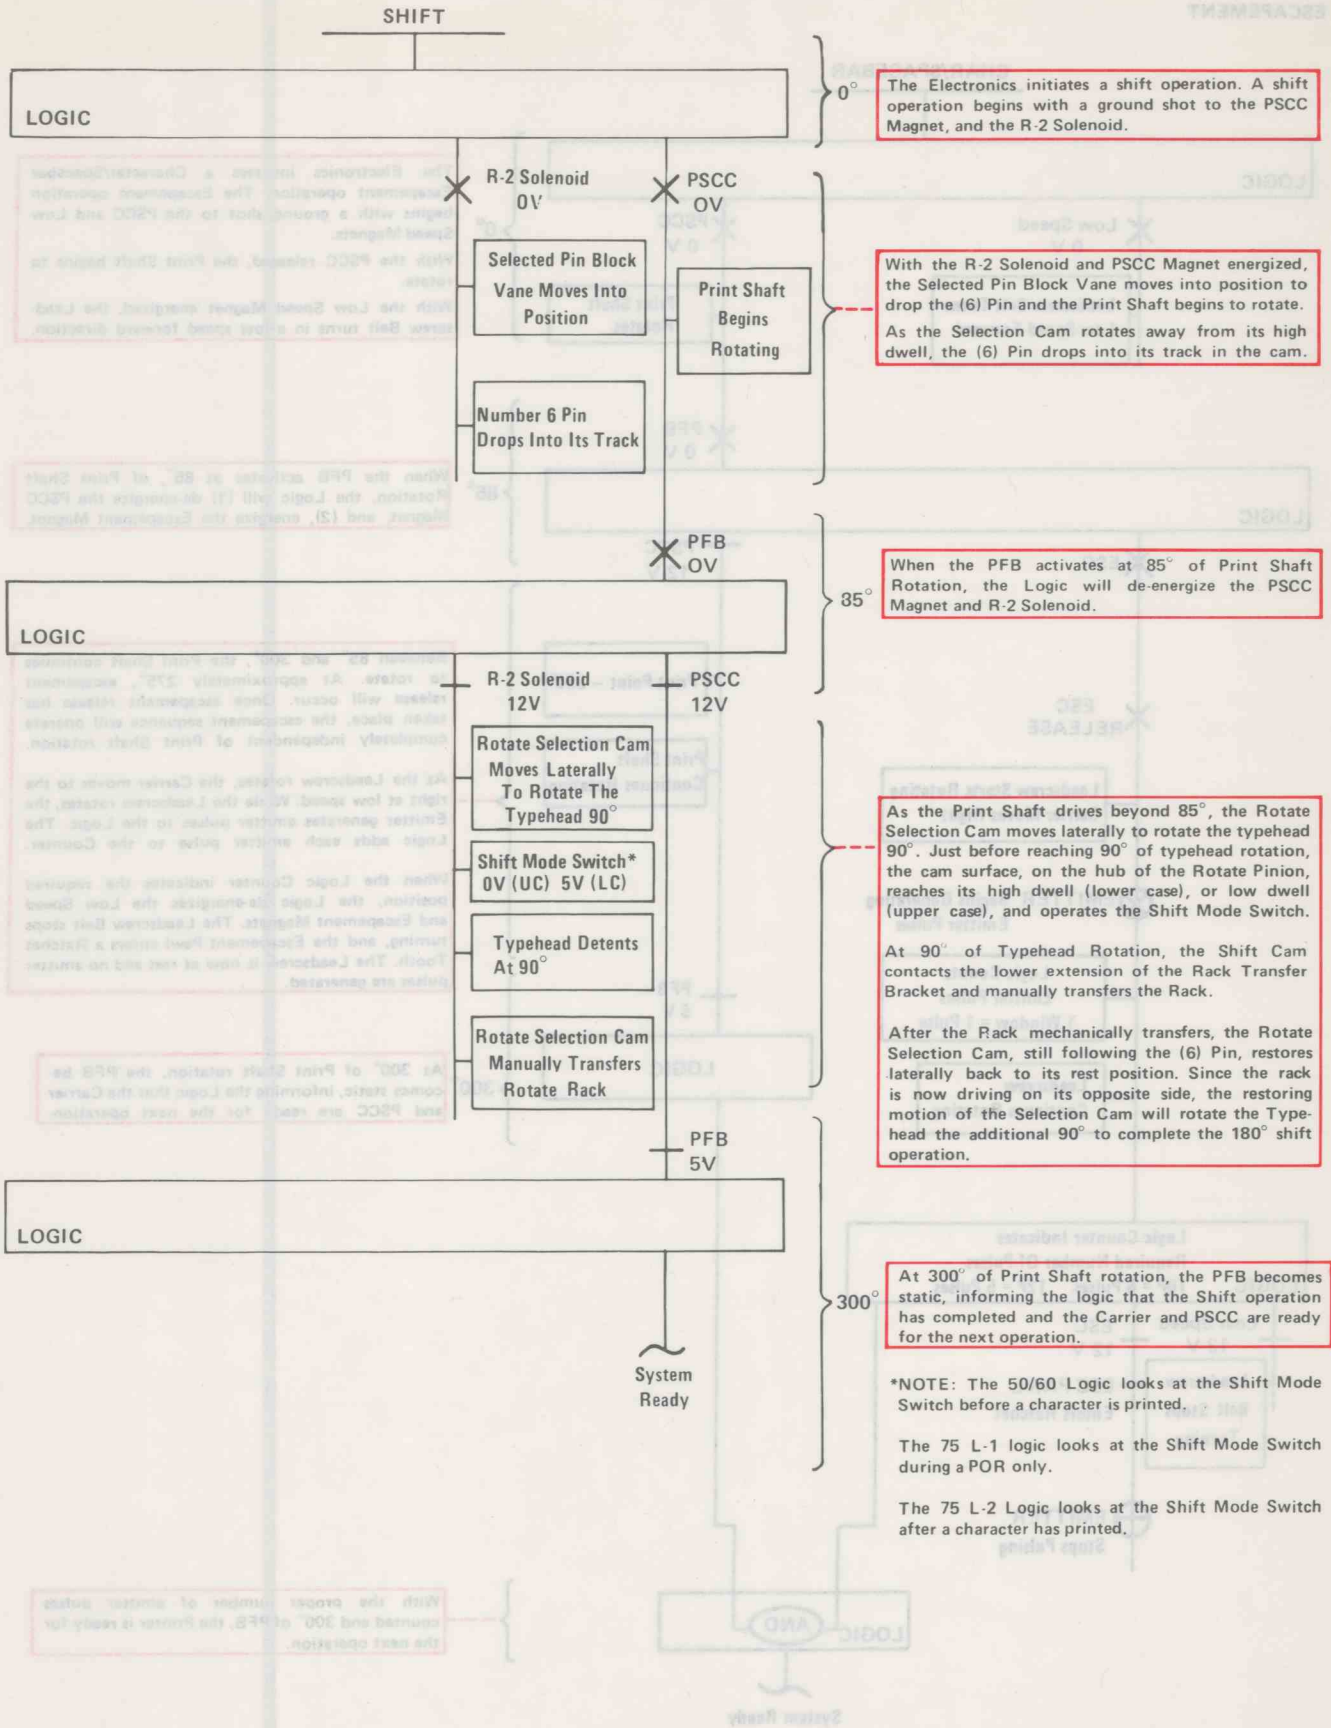 SHIFT
LOGIC
0°
The Electronics initiates a shift operation. A shift
operation begins with a ground shot to the PSCC
Magnet, and the R-2 Solenoid.
R-2 Solenoid
0V
PSCC
0V
Selected Pin Block
Vane Moves Into
Position
Print Shaft
Begins
Rotating
Number 6 Pin
Drops Into Its Track
With the R-2 Solenoid and PSCC Magnet energized,
the Selected Pin Block Vane moves into position to
drop the (6) Pin and the Print Shaft begins to rotate.
As the Selection Cam rotates away from its high
dwell, the (6) Pin drops into its track in the cam.
PFB
0V
LOGIC
85°
When the PFB activates at 85° of Print Shaft
Rotation, the Logic will de-energize the PSCC
Magnet and R-2 Solenoid.
R-2 Solenoid
12V
PSCC
12V
Rotate Selection Cam
Moves Laterally
To Rotate The
Typehead 90°
Shift Mode Switch*
0V (UC) 5V (LC)
Typehead Detents
At 90°
Rotate Selection Cam
Manually Transfers
Rotate Rack
As the Print Shaft drives beyond 85°, the Rotate
Selection Cam moves laterally to rotate the typehead
90°. Just before reaching 90° of typehead rotation,
the cam surface, on the hub of the Rotate Pinion,
reaches its high dwell (lower case), or low dwell
(upper case), and operates the Shift Mode Switch.
At 90° of Typehead Rotation, the Shift Cam
contacts the lower extension of the Rack Transfer
Bracket and manually transfers the Rack.
After the Rack mechanically transfers, the Rotate
Selection Cam, still following the (6) Pin, restores
laterally back to its rest position. Since the rack
is now driving on its opposite side, the restoring
motion of the Selection Cam will rotate the Type-
head the additional 90° to complete the 180° shift
operation.
PFB
5V
LOGIC
300°
At 300° of Print Shaft rotation, the PFB becomes
static, informing the logic that the Shift operation
has completed and the Carrier and PSCC are ready
for the next operation.
System
Ready
*NOTE: The 50/60 Logic looks at the Shift Mode
Switch before a character is printed.
The 75 L-1 logic looks at the Shift Mode Switch
during a POR only.
The 75 L-2 Logic looks at the Shift Mode Switch
after a character has printed.